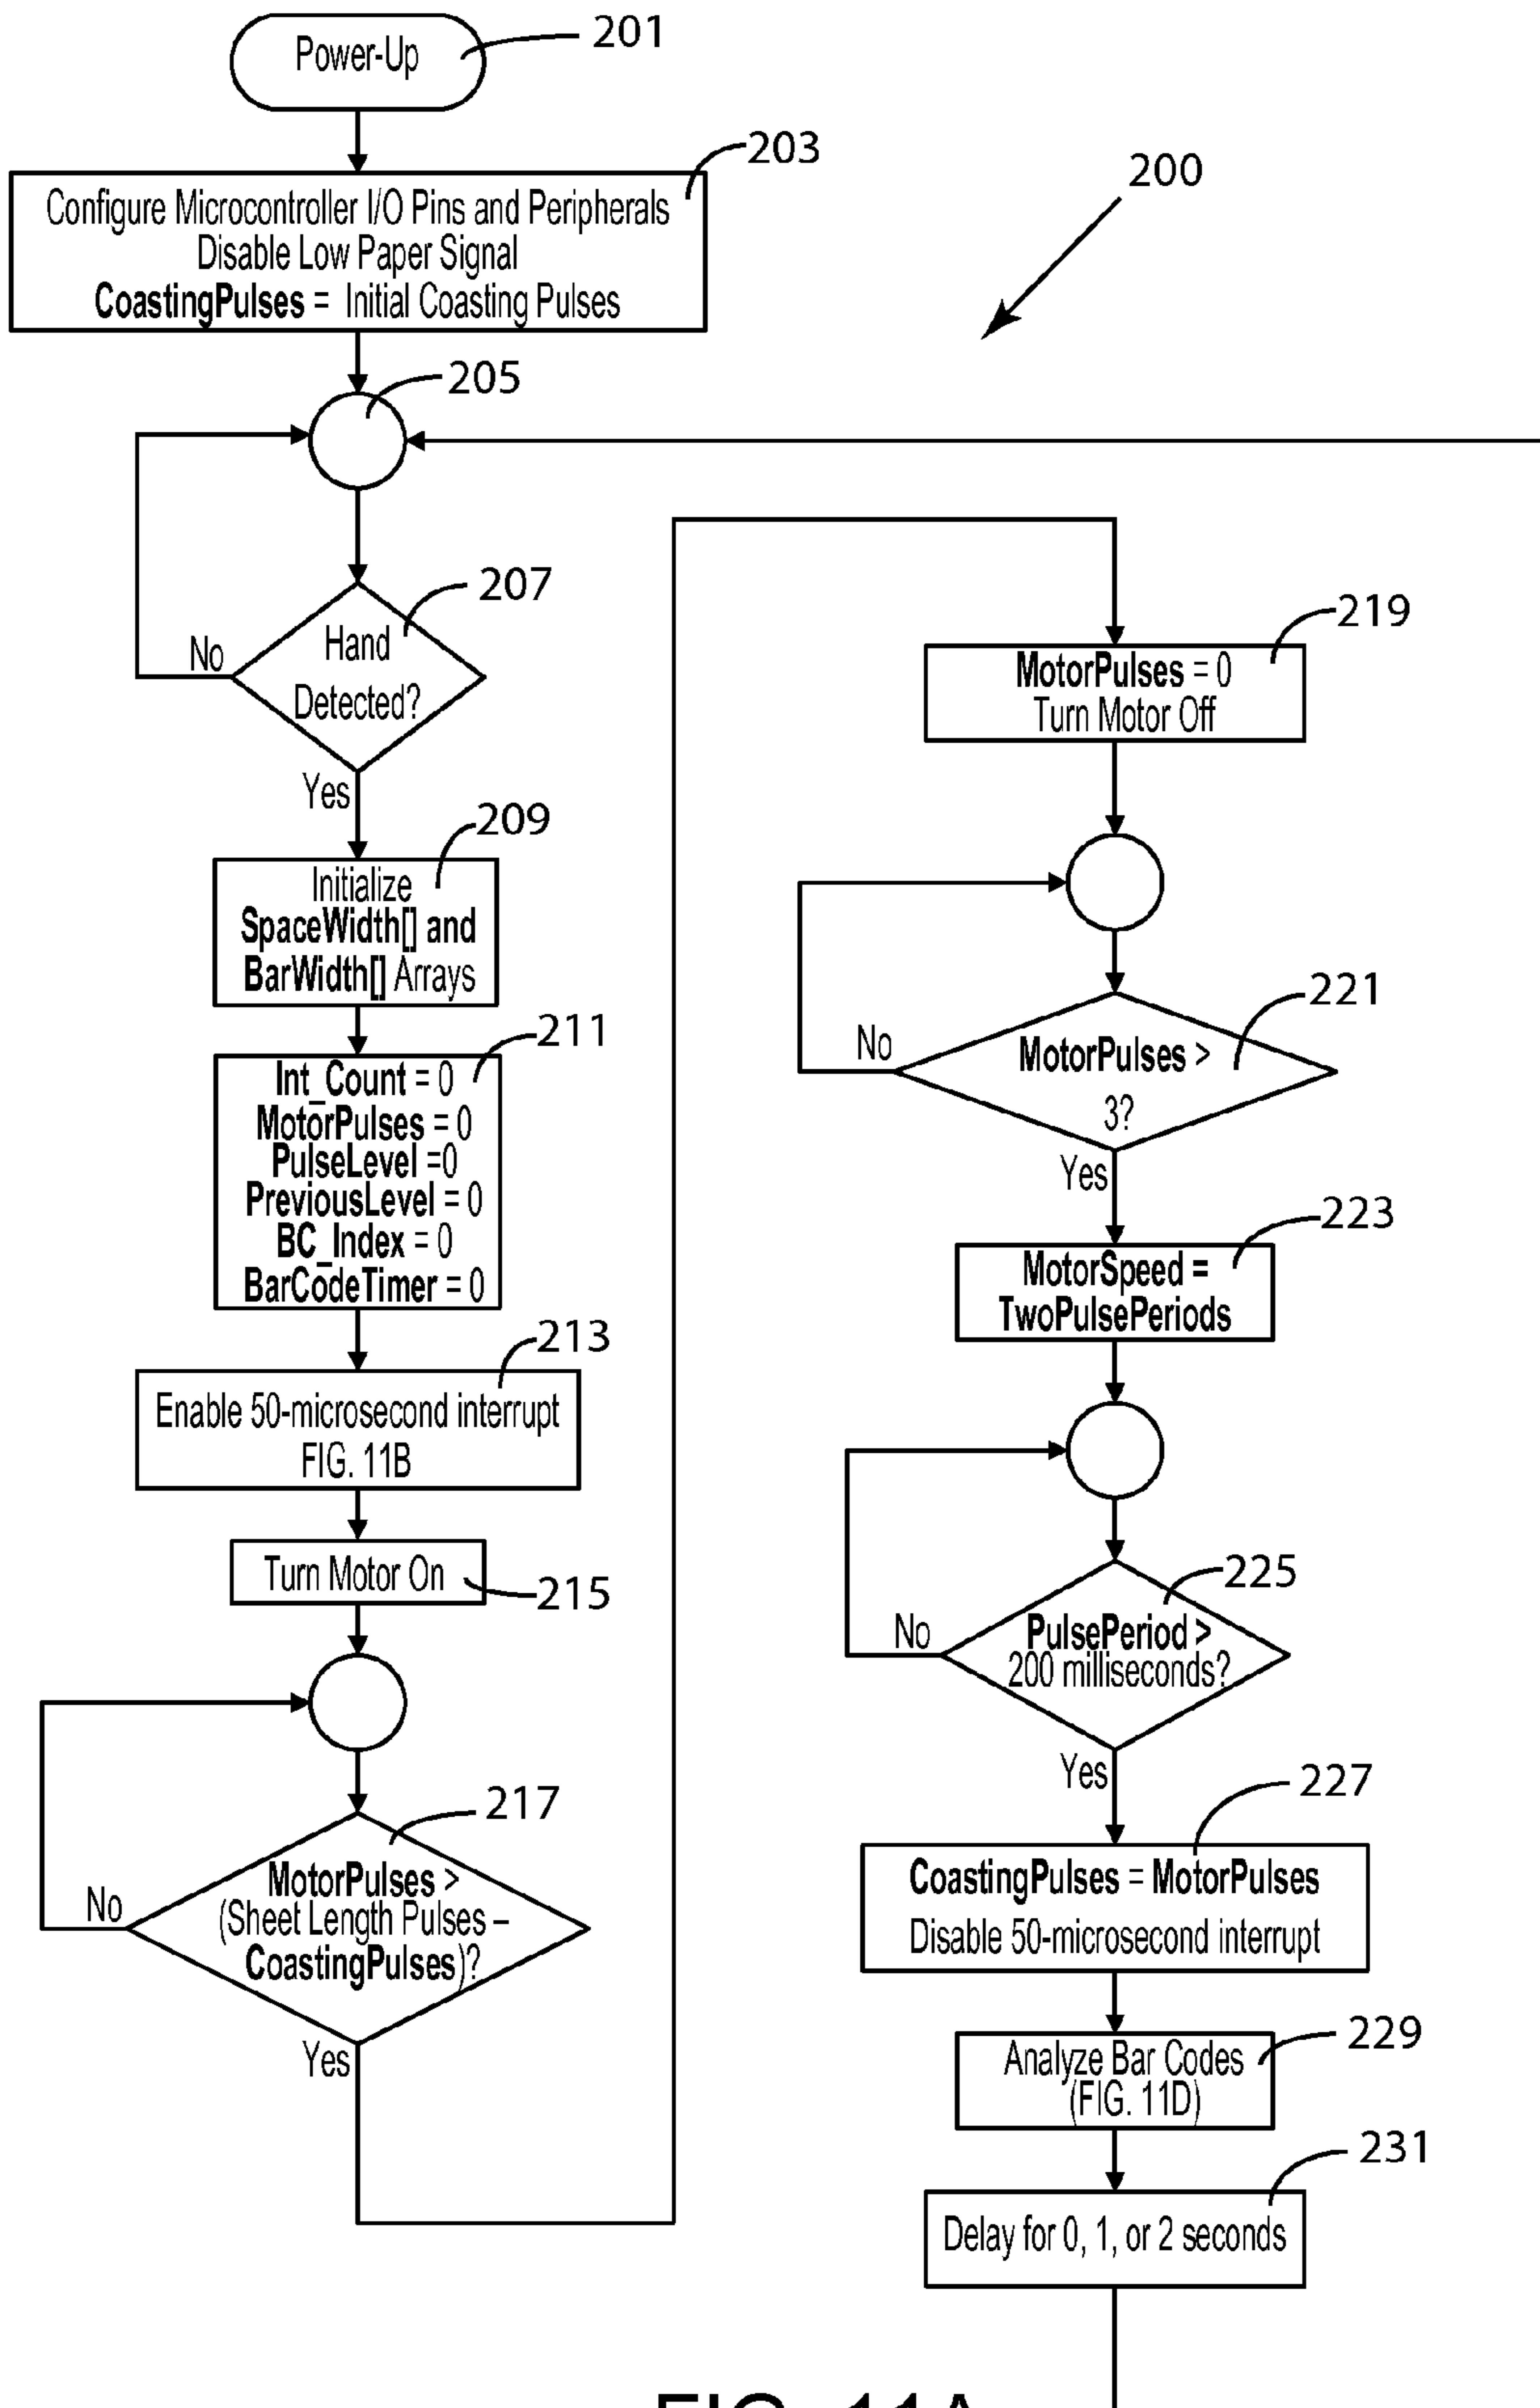 Power-Up
201
203
Configure Microcontroller I/O Pins and Peripherals
Disable Low Paper Signal
CoastingPulses = Initial Coasting Pulses
200
205
207
Hand
Detected?
No
Yes
209
Initialize
SpaceWidth[] and
BarWidth[] Arrays
211
Int_Count = 0
MotorPulses = 0
PulseLevel =0
PreviousLevel = 0
BC_Index = 0
BarCodeTimer = 0
213
Enable 50-microsecond interrupt
FIG. 11B
Turn Motor On
215
217
MotorPulses >
(Sheet Length Pulses –
CoastingPulses)?
No
Yes
219
MotorPulses = 0
Turn Motor Off
221
MotorPulses >
3?
No
Yes
223
MotorSpeed =
TwoPulsePeriods
225
PulsePeriod >
200 milliseconds?
No
Yes
227
CoastingPulses = MotorPulses
Disable 50-microsecond interrupt
229
Analyze Bar Codes
(FIG. 11D)
231
Delay for 0, 1, or 2 seconds
FIG. 11A